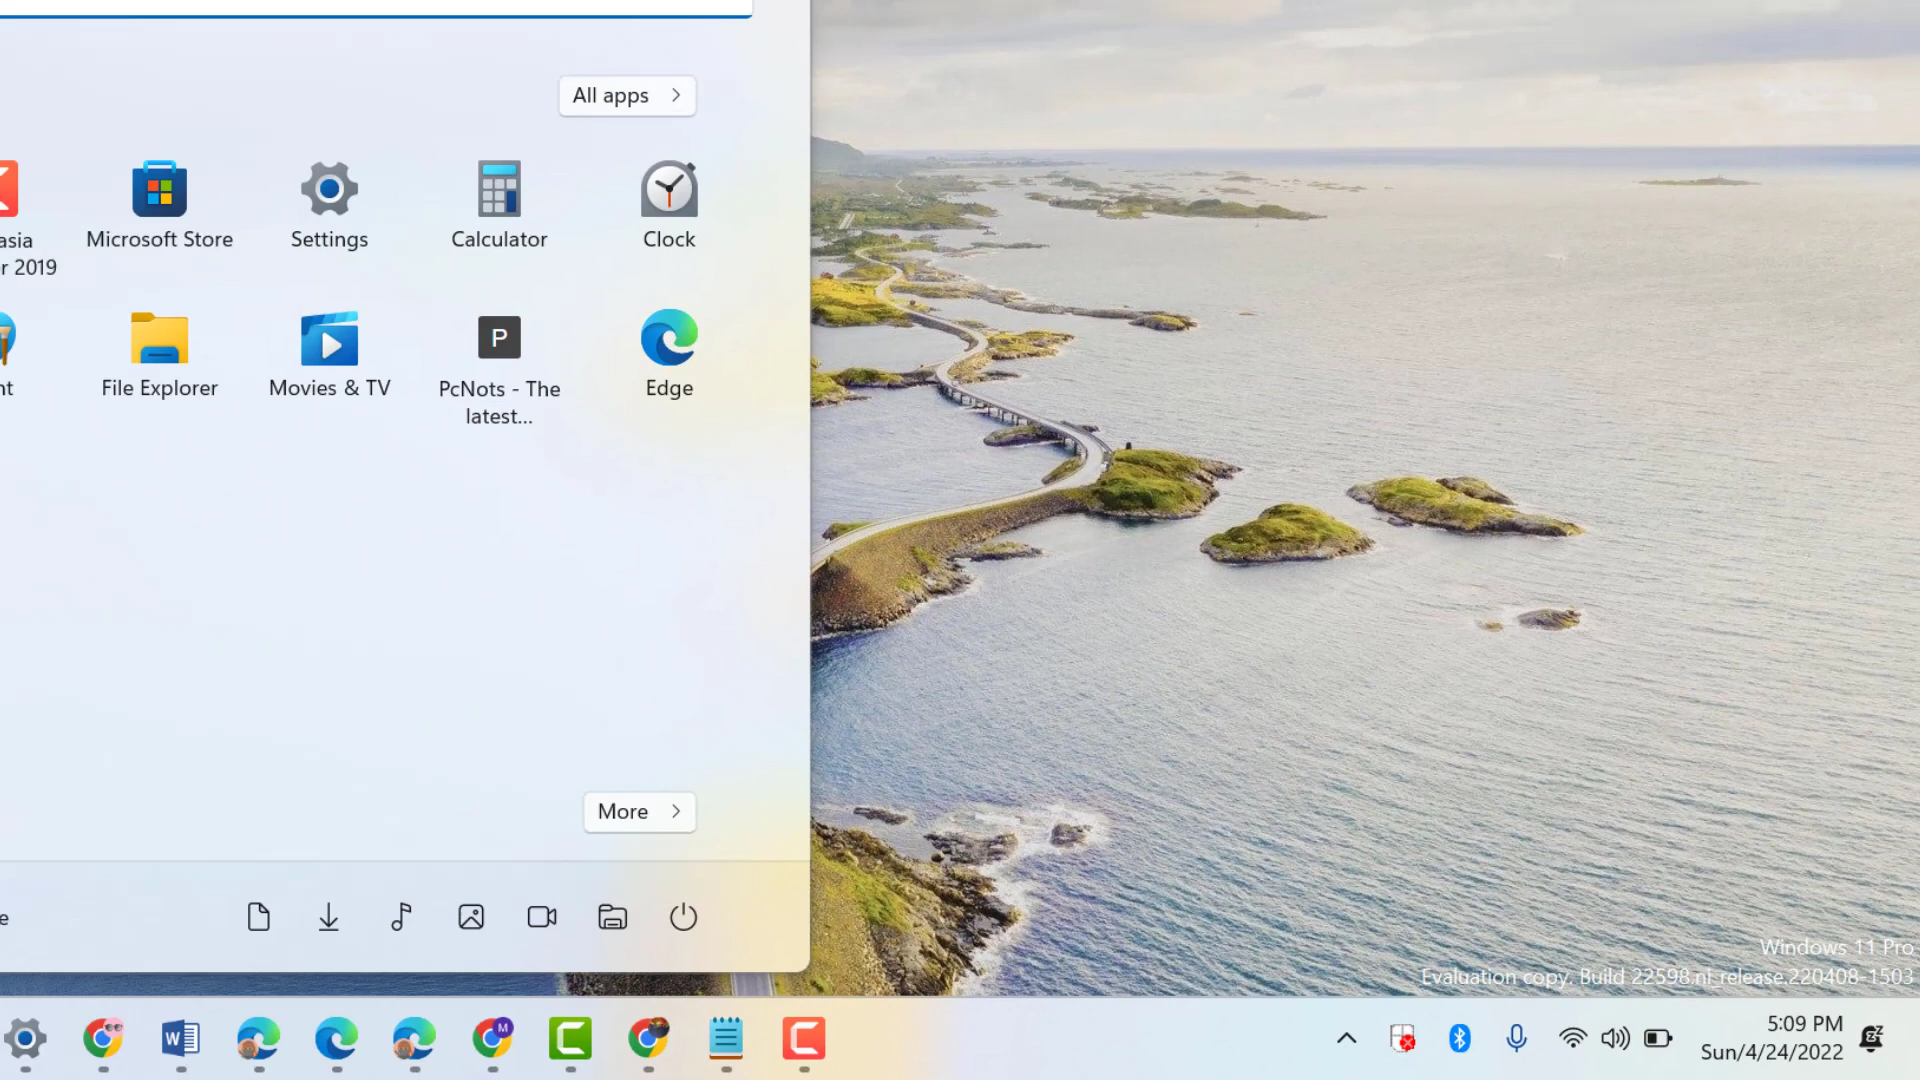 All apps
asia
r 2019
Microsoft Store
Settings
Calculator
Clock
nt
File Explorer
Movies & TV
P
PcNots - The
latest...
Edge
More
e
Windows 11 Pro
Evaluation copy. Build 22598.ni_release.220408-1503
W
M
5:09 PM
Sun/4/24/2022